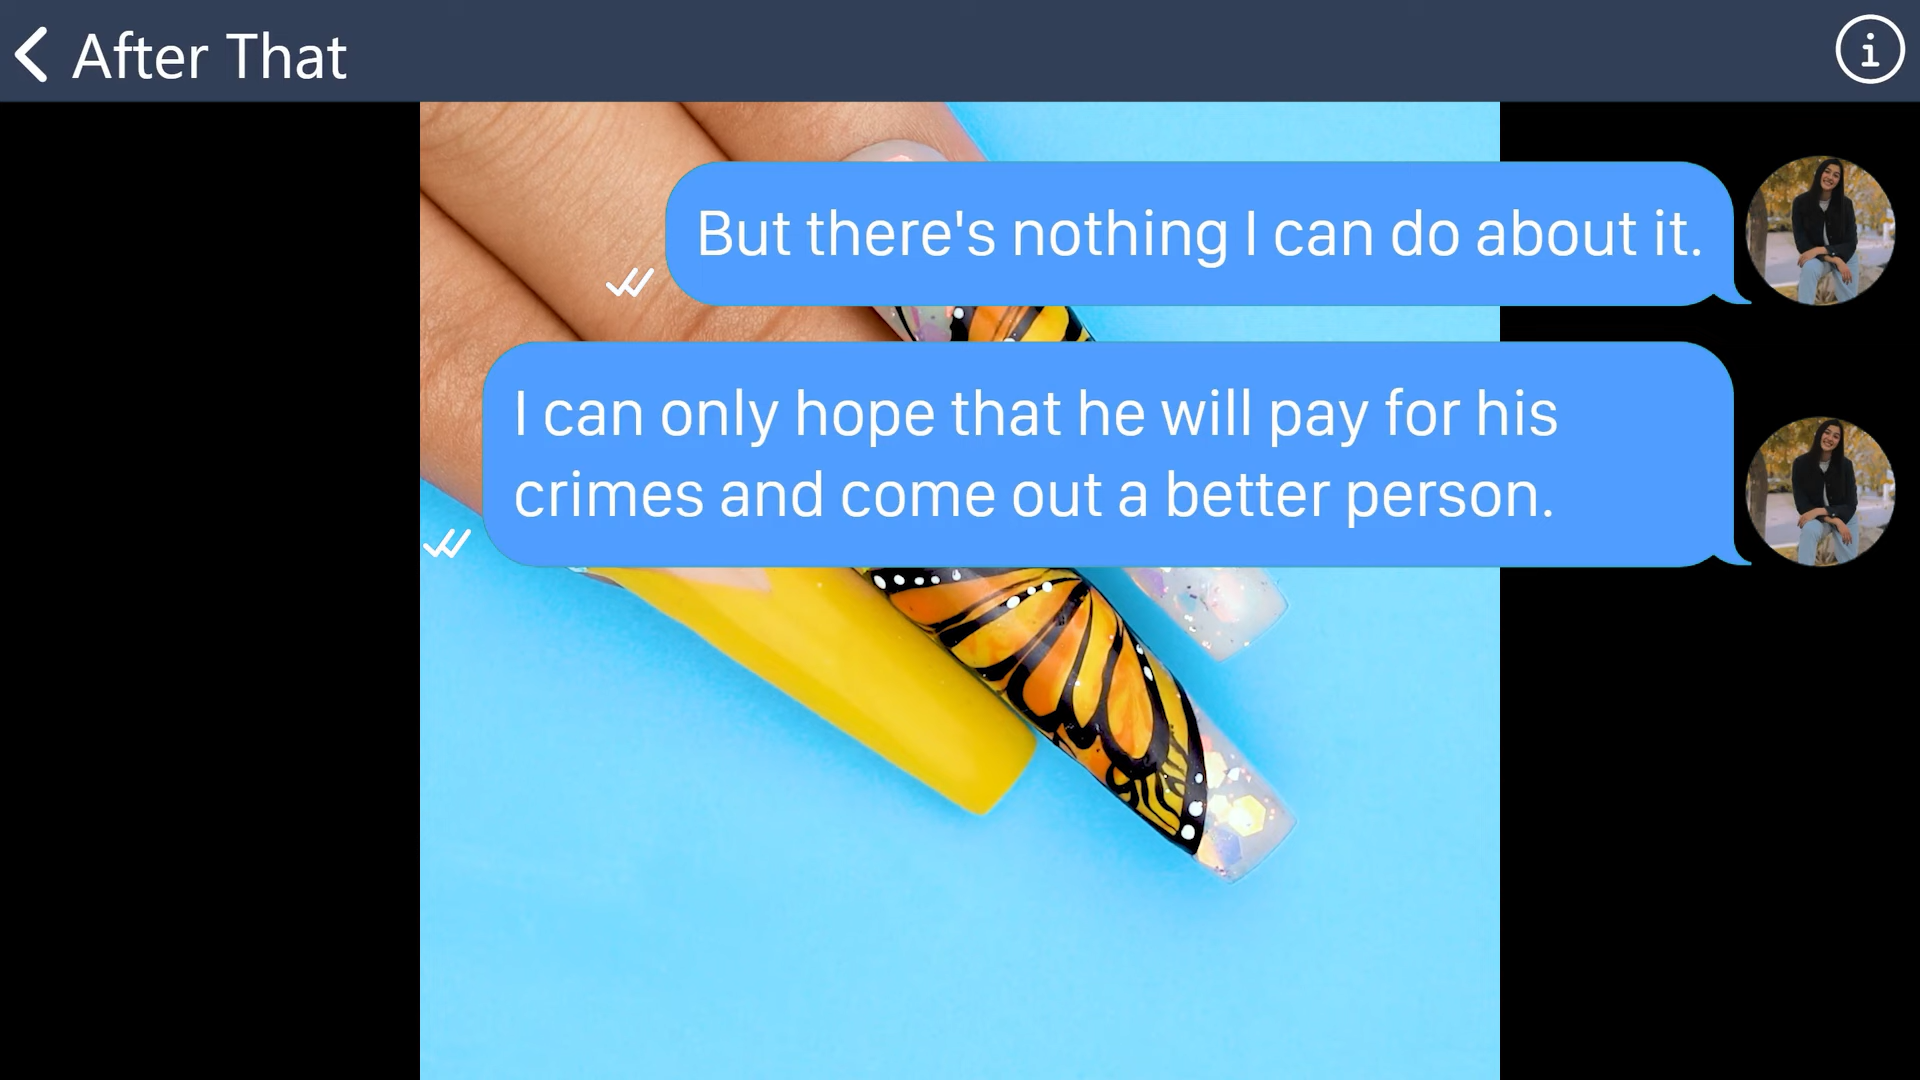 After That
But there's nothing I can do about it.
I can only hope that he will pay for his
crimes and come out a better person.